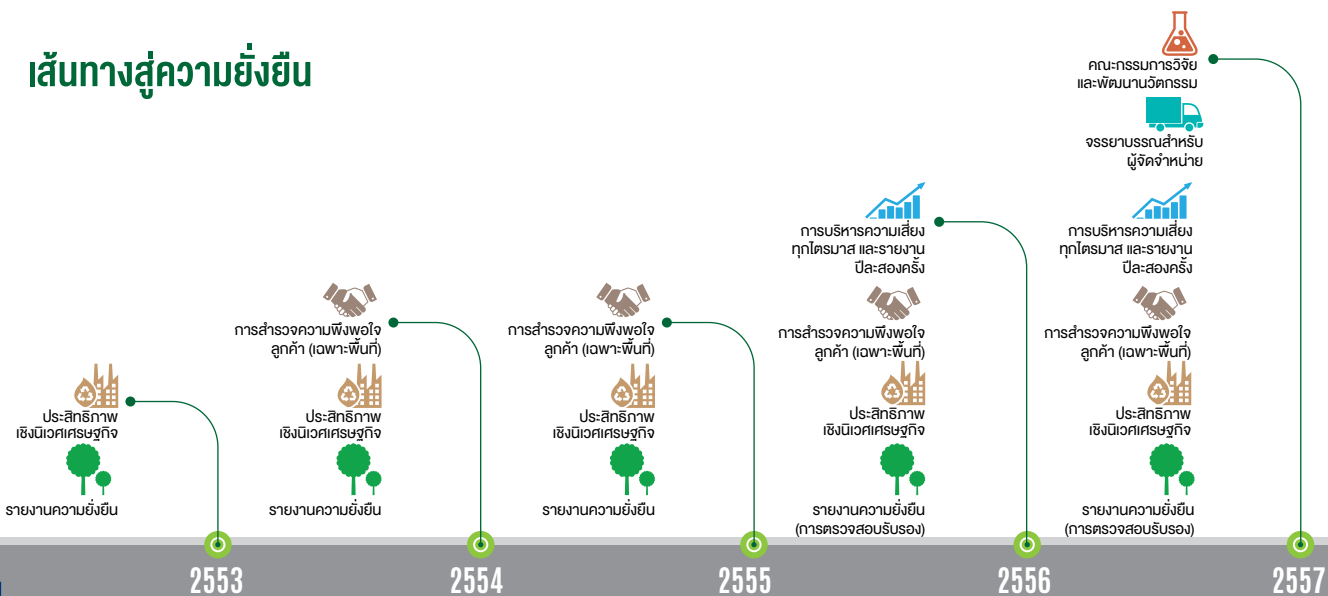 เส้นทางสู่ความยั่งยืน
ประสิทธิภาพ
เชิงนิเวศเศรษฐกิจ
รายงานความยั่งยืน
2553
การสำรวจความพึงพอใจ
ลูกค้า (เฉพาะพื้นที่)
ประสิทธิภาพ
เชิงนิเวศเศรษฐกิจ
รายงานความยั่งยืน
2554
การสำรวจความพึงพอใจ
ลูกค้า (เฉพาะพื้นที่)
ประสิทธิภาพ
เชิงนิเวศเศรษฐกิจ
รายงานความยั่งยืน
2555
การบริหารความเสี่ยง
ทุกไตรมาส และรายงาน
ปีละสองครั้ง
การสำรวจความพึงพอใจ
ลูกค้า (เฉพาะพื้นที่)
ประสิทธิภาพ
เชิงนิเวศเศรษฐกิจ
รายงานความยั่งยืน
(การตรวจสอบรับรอง)
2556
คณะกรรมการวิจัย
และพัฒนานวัตกรรม
จรรยาบรรณสำหรับ
ผู้จัดจำหน่าย
การบริหารความเสี่ยง
ทุกไตรมาส และรายงาน
ปีละสองครั้ง
การสำรวจความพึงพอใจ
ลูกค้า (เฉพาะพื้นที่)
ประสิทธิภาพ
เชิงนิเวศเศรษฐกิจ
รายงานความยั่งยืน
(การตรวจสอบรับรอง)
2557